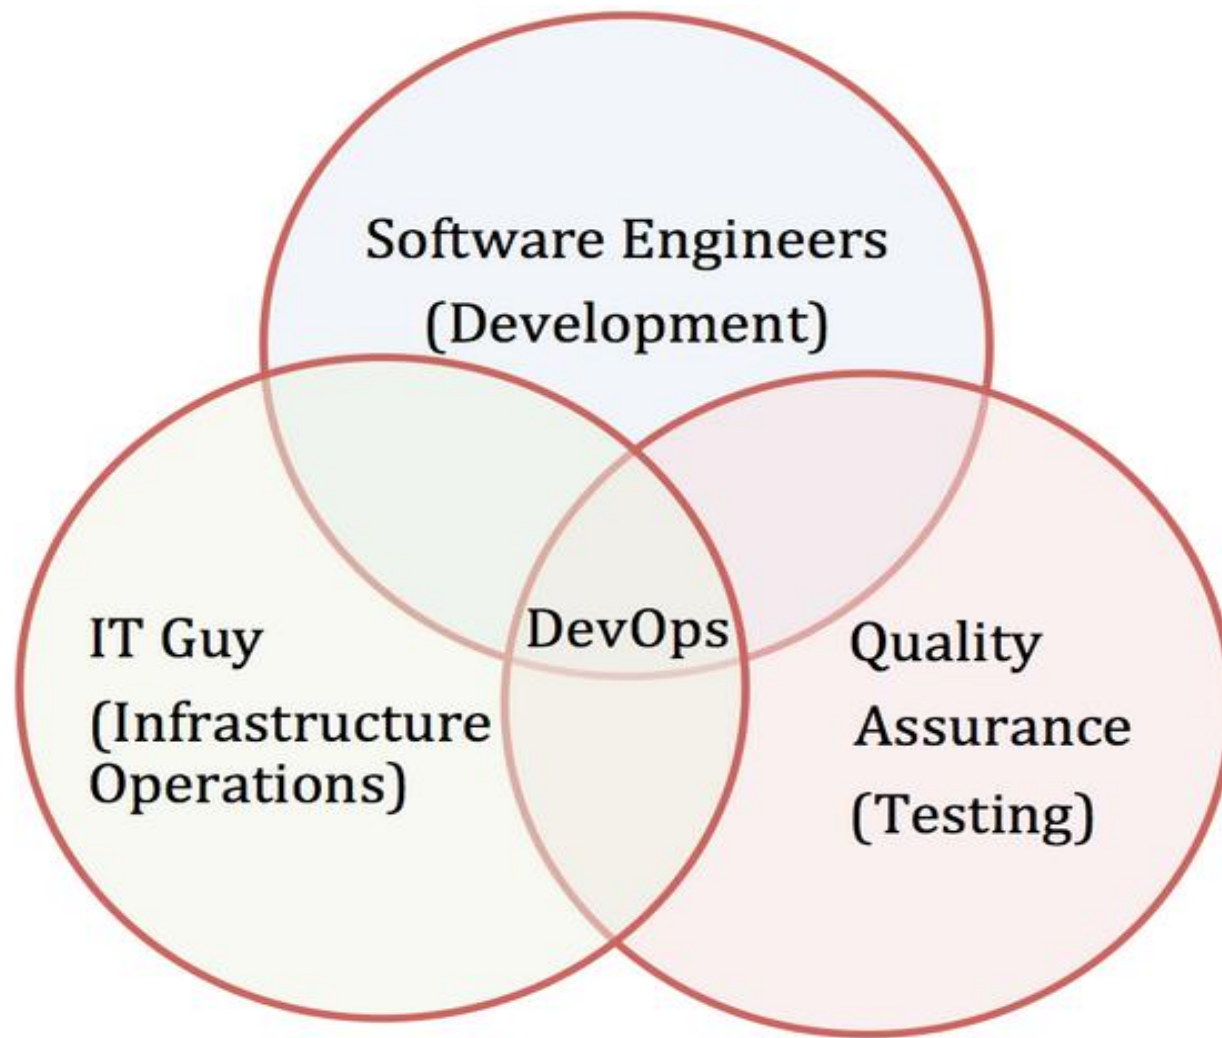 Software Engineers
(Development)
DevOps
IT Guy
(Infrastructure
Operations)
Quality
Assurance
(Testing)